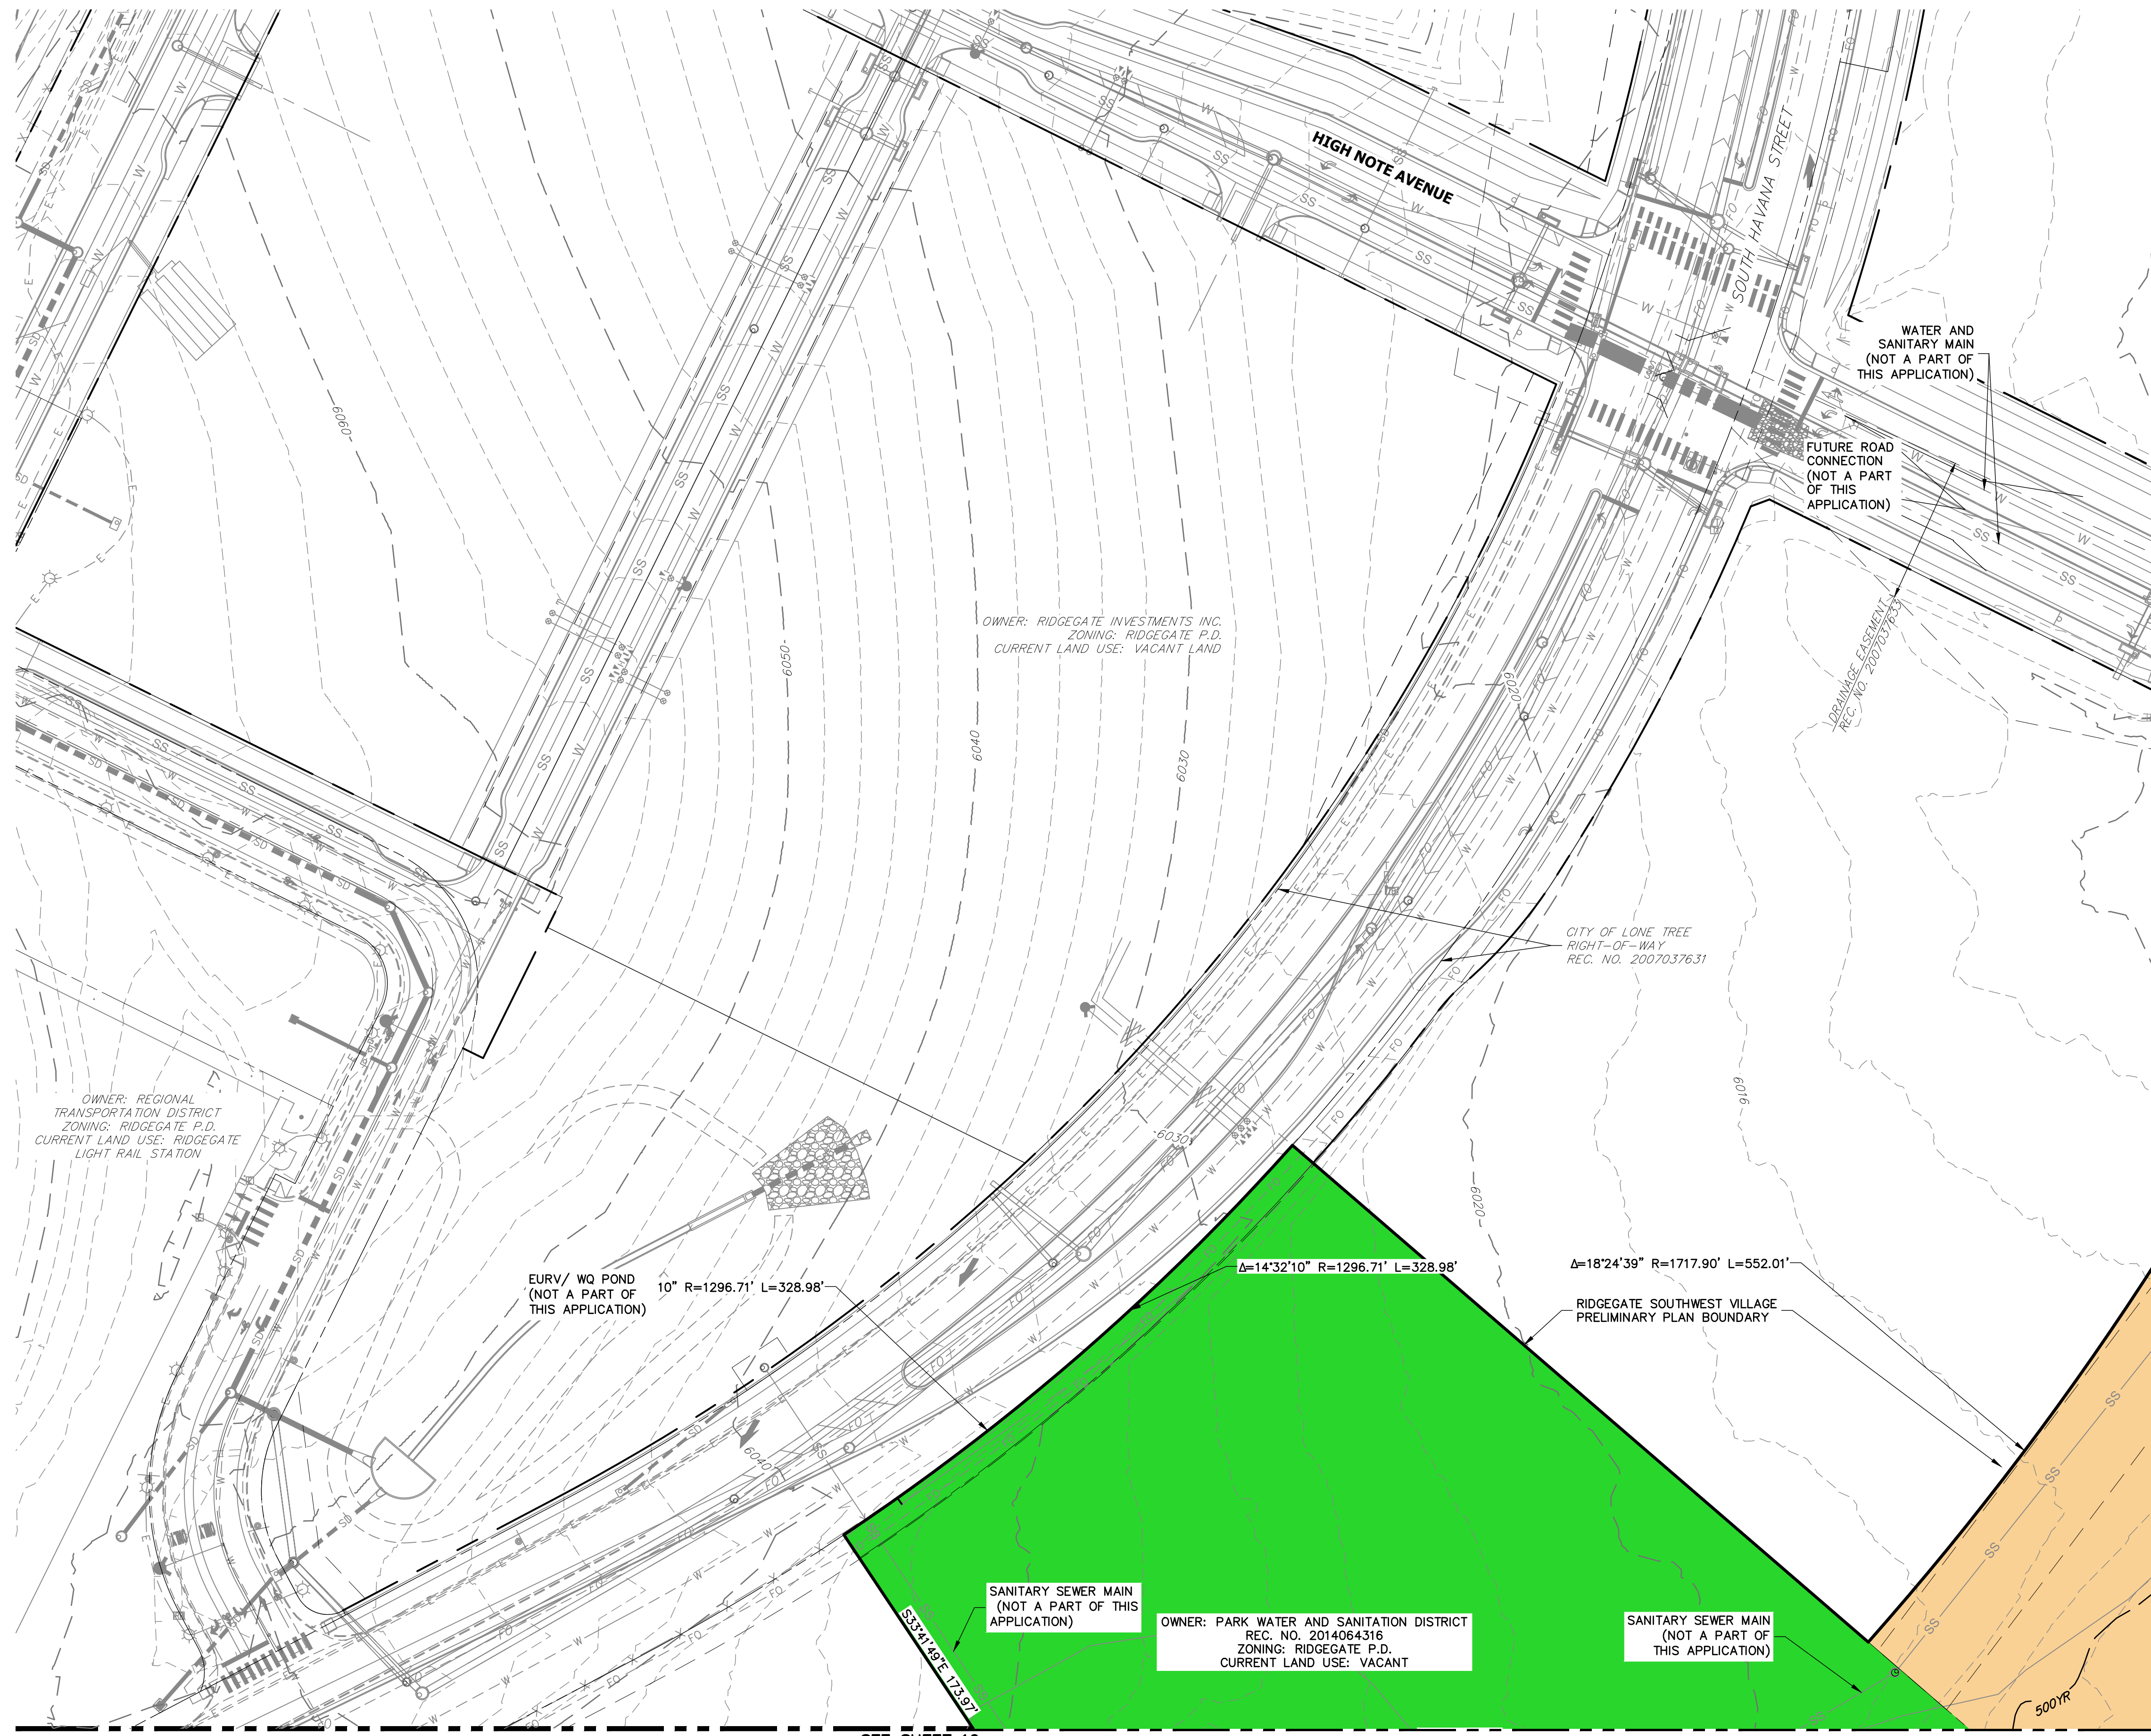 HIGH NOTE AVENUE
SOUTH HAVANA STREET
WATER AND
SANITARY MAIN
(NOT A PART OF
THIS APPLICATION)
FUTURE ROAD
CONNECTION
(NOT A PART
OF THIS
APPLICATION)
6060
OWNER: RIDGEGATE INVESTMENTS INC.
ZONING: RIDGEGATE P.D.
CURRENT LAND USE: VACANT LAND
6050
6040
6030
6020
DRAINAGE EASEMENT
REC. NO. 2007037633
CITY OF LONE TREE
RIGHT-OF-WAY
REC. NO. 2007037631
OWNER: REGIONAL
TRANSPORTATION DISTRICT
ZONING: RIDGEGATE P.D.
CURRENT LAND USE: RIDGEGATE
LIGHT RAIL STATION
6016
6030
6020
EURV/ WQ POND
(NOT A PART OF
THIS APPLICATION)
10" R=1296.71' L=328.98'
Δ=14°32'10" R=1296.71' L=328.98'
Δ=18°24'39" R=1717.90' L=552.01'
RIDGEGATE SOUTHWEST VILLAGE
PRELIMINARY PLAN BOUNDARY
6040
SANITARY SEWER MAIN
(NOT A PART OF THIS
APPLICATION)
S33°41'49"E 173.97'
OWNER: PARK WATER AND SANITATION DISTRICT
REC. NO. 2014064316
ZONING: RIDGEGATE P.D.
CURRENT LAND USE: VACANT
SANITARY SEWER MAIN
(NOT A PART OF
THIS APPLICATION)
500YR